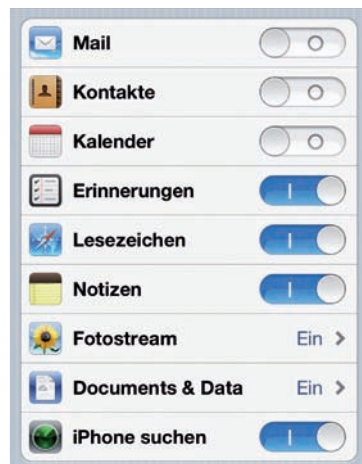 Mail
Kontakte
Kalender
Erinnerungen
Lesezeichen
Notizen
Fotostream Ein >
Documents & Data Ein >
iPhone suchen